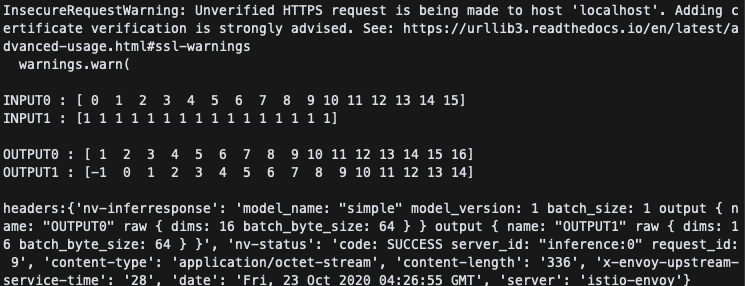 InsecureRequestWarning: Unverified HTTPS request is being made to host 'localhost'. Adding c
ertificate verification is strongly advised. See: https://urllib3.readthedocs.io/en/latest/a
dvanced-usage.html#ssl-warnings
  warnings.warn(
INPUT0 : [ 0  1  2  3  4  5  6  7  8  9 10 11 12 13 14 15]
INPUT1 : [1 1 1 1 1 1 1 1 1 1 1 1 1 1 1 1]
OUTPUT0 : [ 1  2  3  4  5  6  7  8  9 10 11 12 13 14 15 16]
OUTPUT1 : [-1  0  1  2  3  4  5  6  7  8  9 10 11 12 13 14]
headers:{'nv-inferresponse': 'model_name: "simple" model_version: 1 batch_size: 1 output { n
ame: "OUTPUT0" raw { dims: 16 batch_byte_size: 64 } } output { name: "OUTPUT1" raw { dims: 1
6 batch_byte_size: 64 } }', 'nv-status': 'code: SUCCESS server_id: "inference:0" request_id:
 9', 'content-type': 'application/octet-stream', 'content-length': '336', 'x-envoy-upstream-
service-time': '28', 'date': 'Fri, 23 Oct 2020 04:26:55 GMT', 'server': 'istio-envoy'}